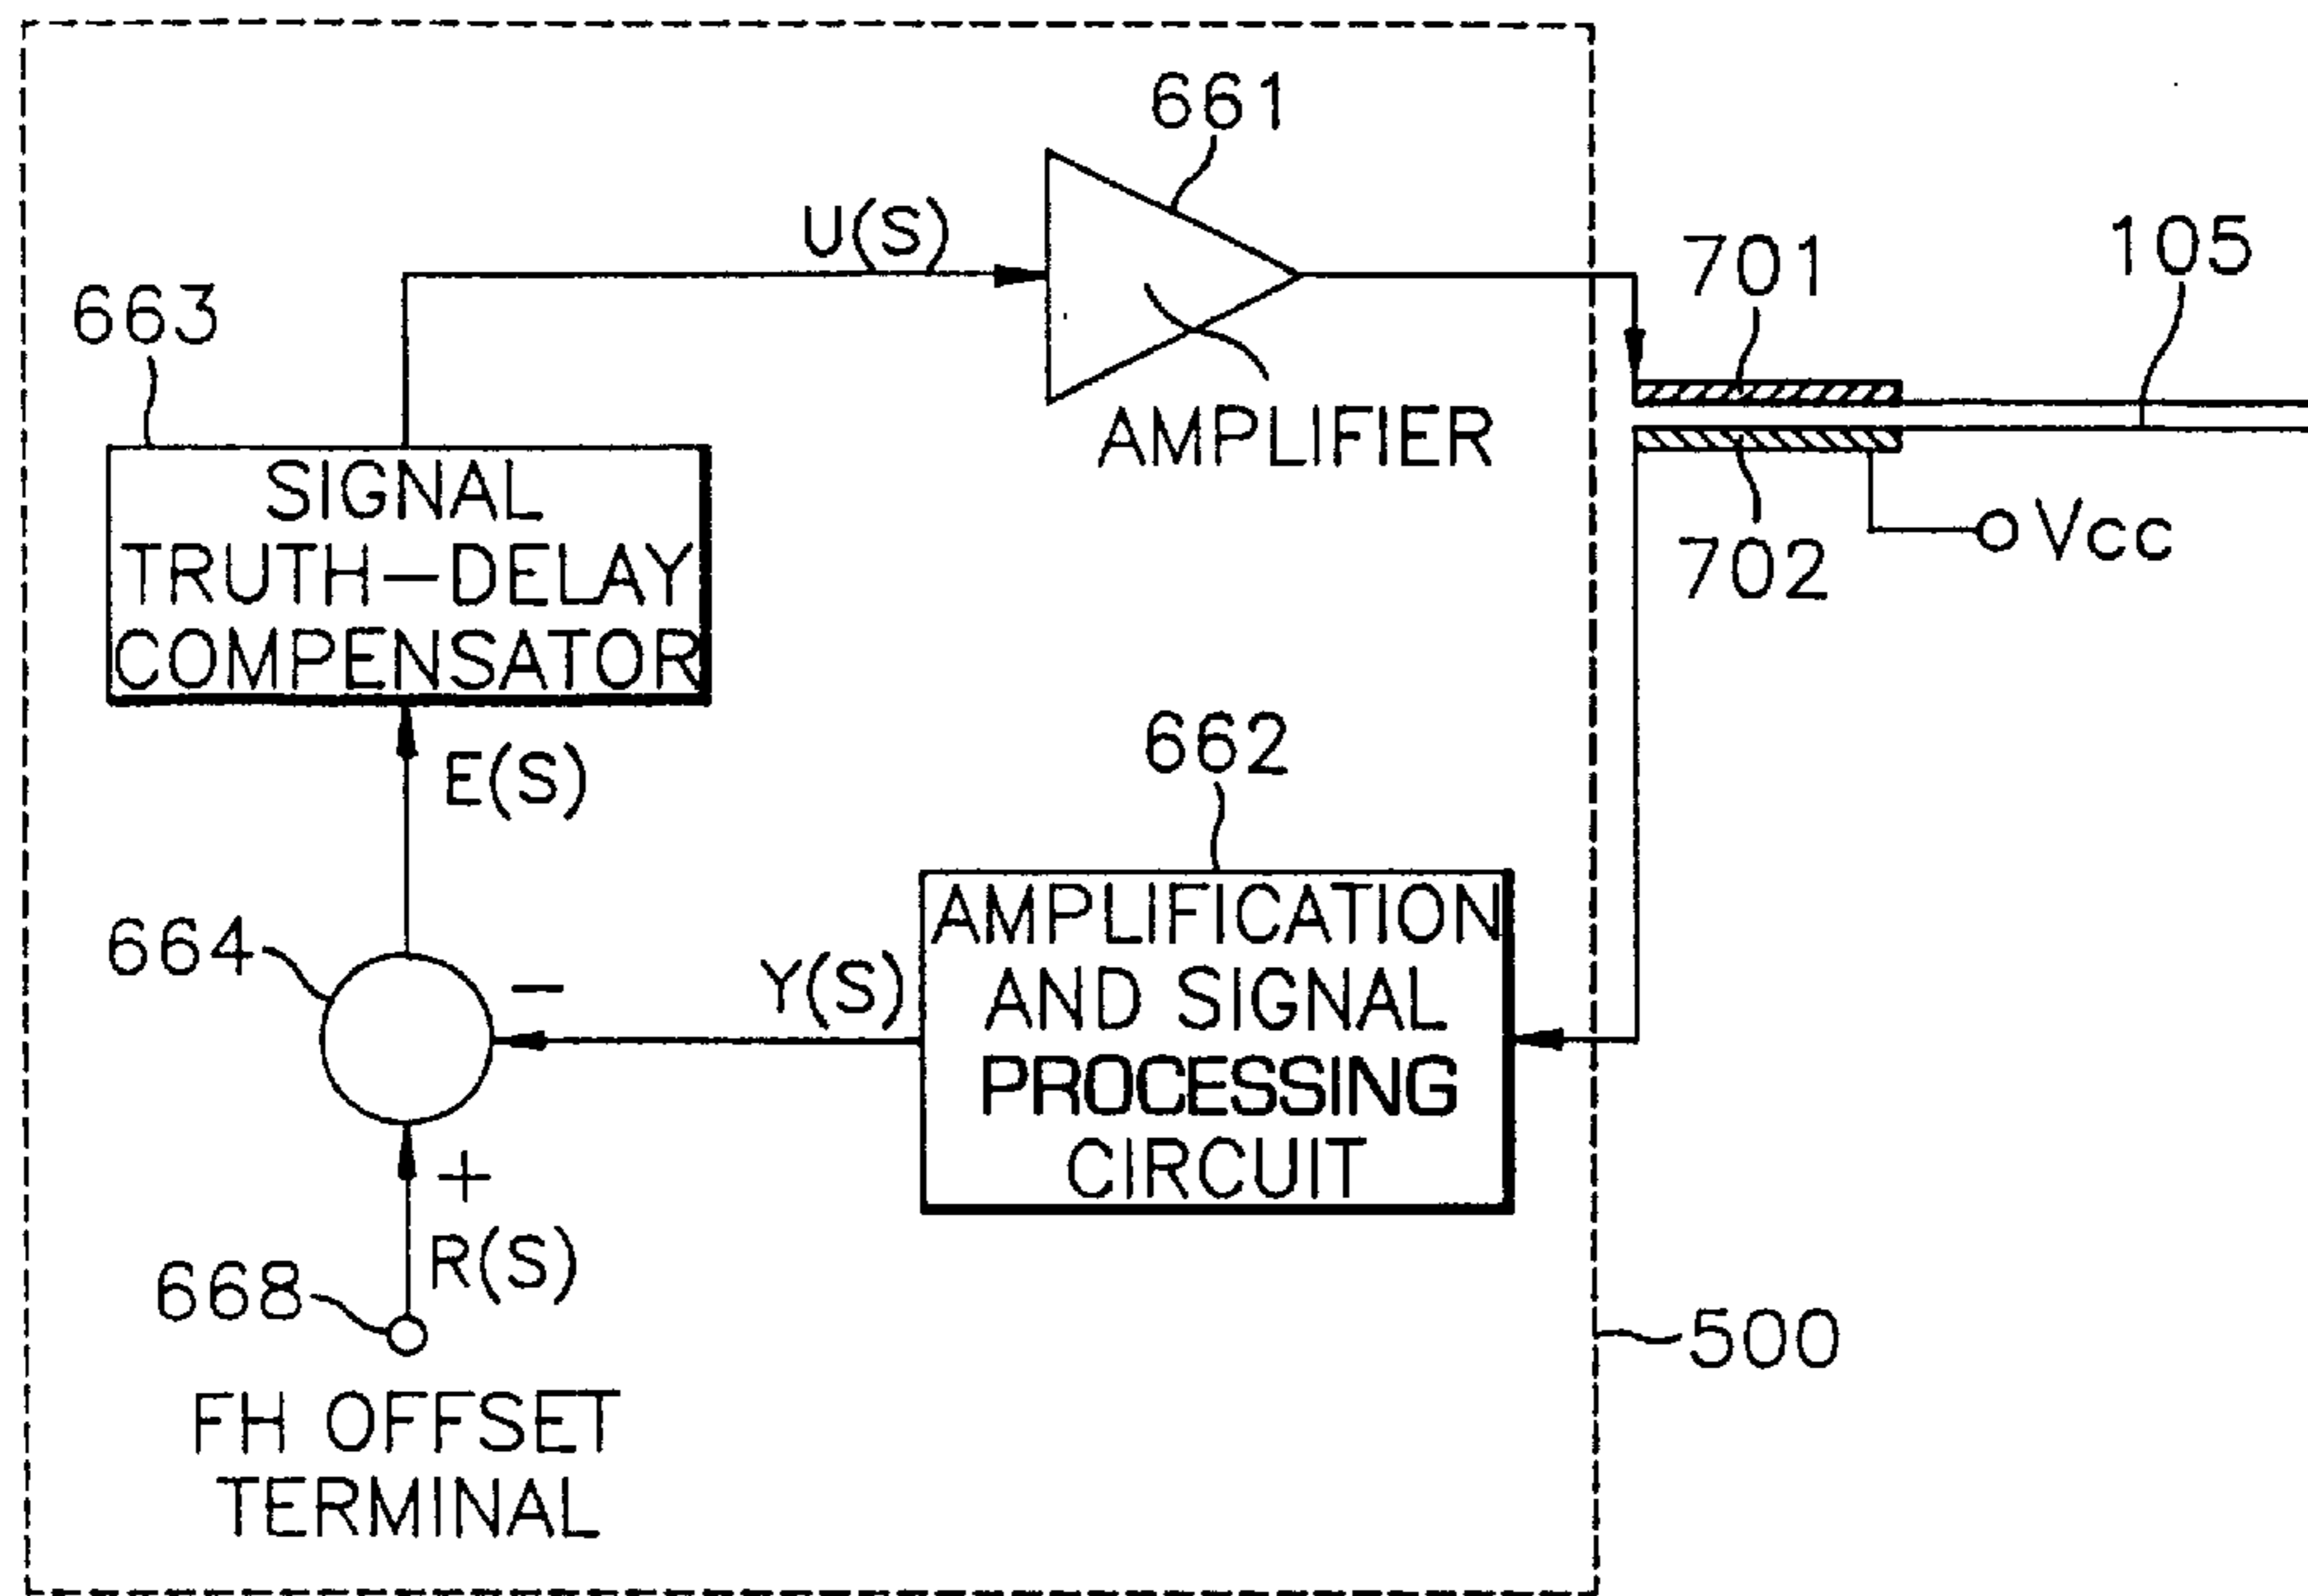 661
U(S)
701
105
663
AMPLIFIER
SIGNAL
TRUTH-DELAY
COMPENSATOR
Vcc
702
E(S)
662
664
AMPLIFICATION
AND SIGNAL
PROCESSING
CIRCUIT
Y(S)
−
+
R(S)
668
500
FH OFFSET
TERMINAL